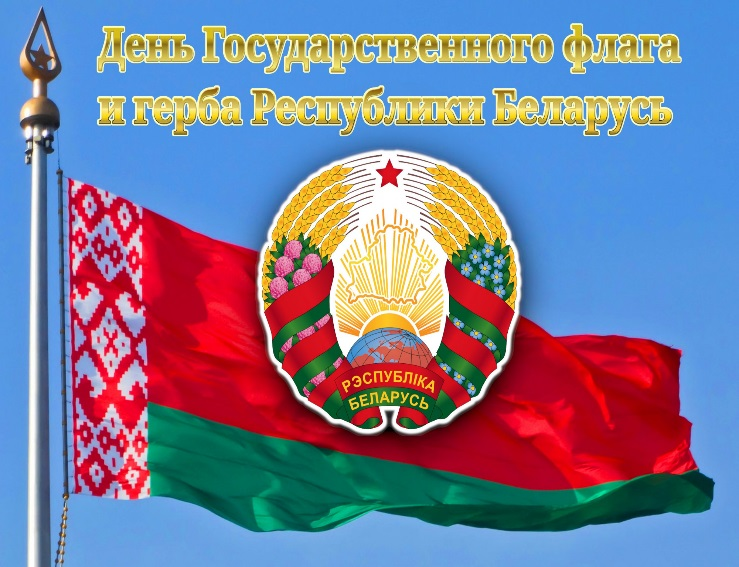 День Государственного флага
и герба Республики Беларусь
РЭСПУБЛІКА
БЕЛАРУСЬ